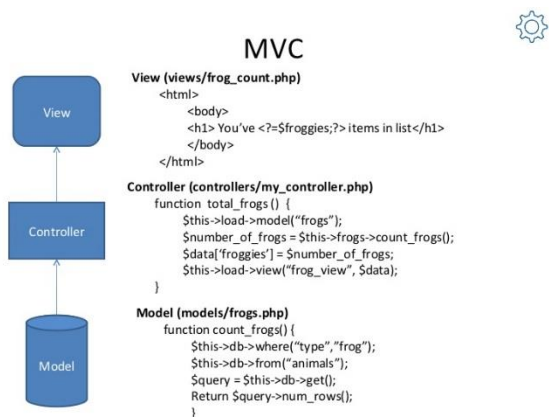 MVC
View (views/frog_count.php)
<html>
<body>
<h1> You've <?=$froggies;?> items in list</h1>
</body>
</html>
View
Controller (controllers/my_controller.php)
function total_frogs() {
$this->load->model(“frogs”);
$number_of_frogs = $this->frogs->count_frogs();
$data[‘froggies’] = $number_of_frogs;
$this->load->view(“frog_view”, $data);
}
Controller
Model (models/frogs.php)
function count_frogs() {
$this->db->where(“type”,”frog”);
$this->db->from(“animals”);
$query = $this->db->get();
Return $query->num_rows();
}
Model